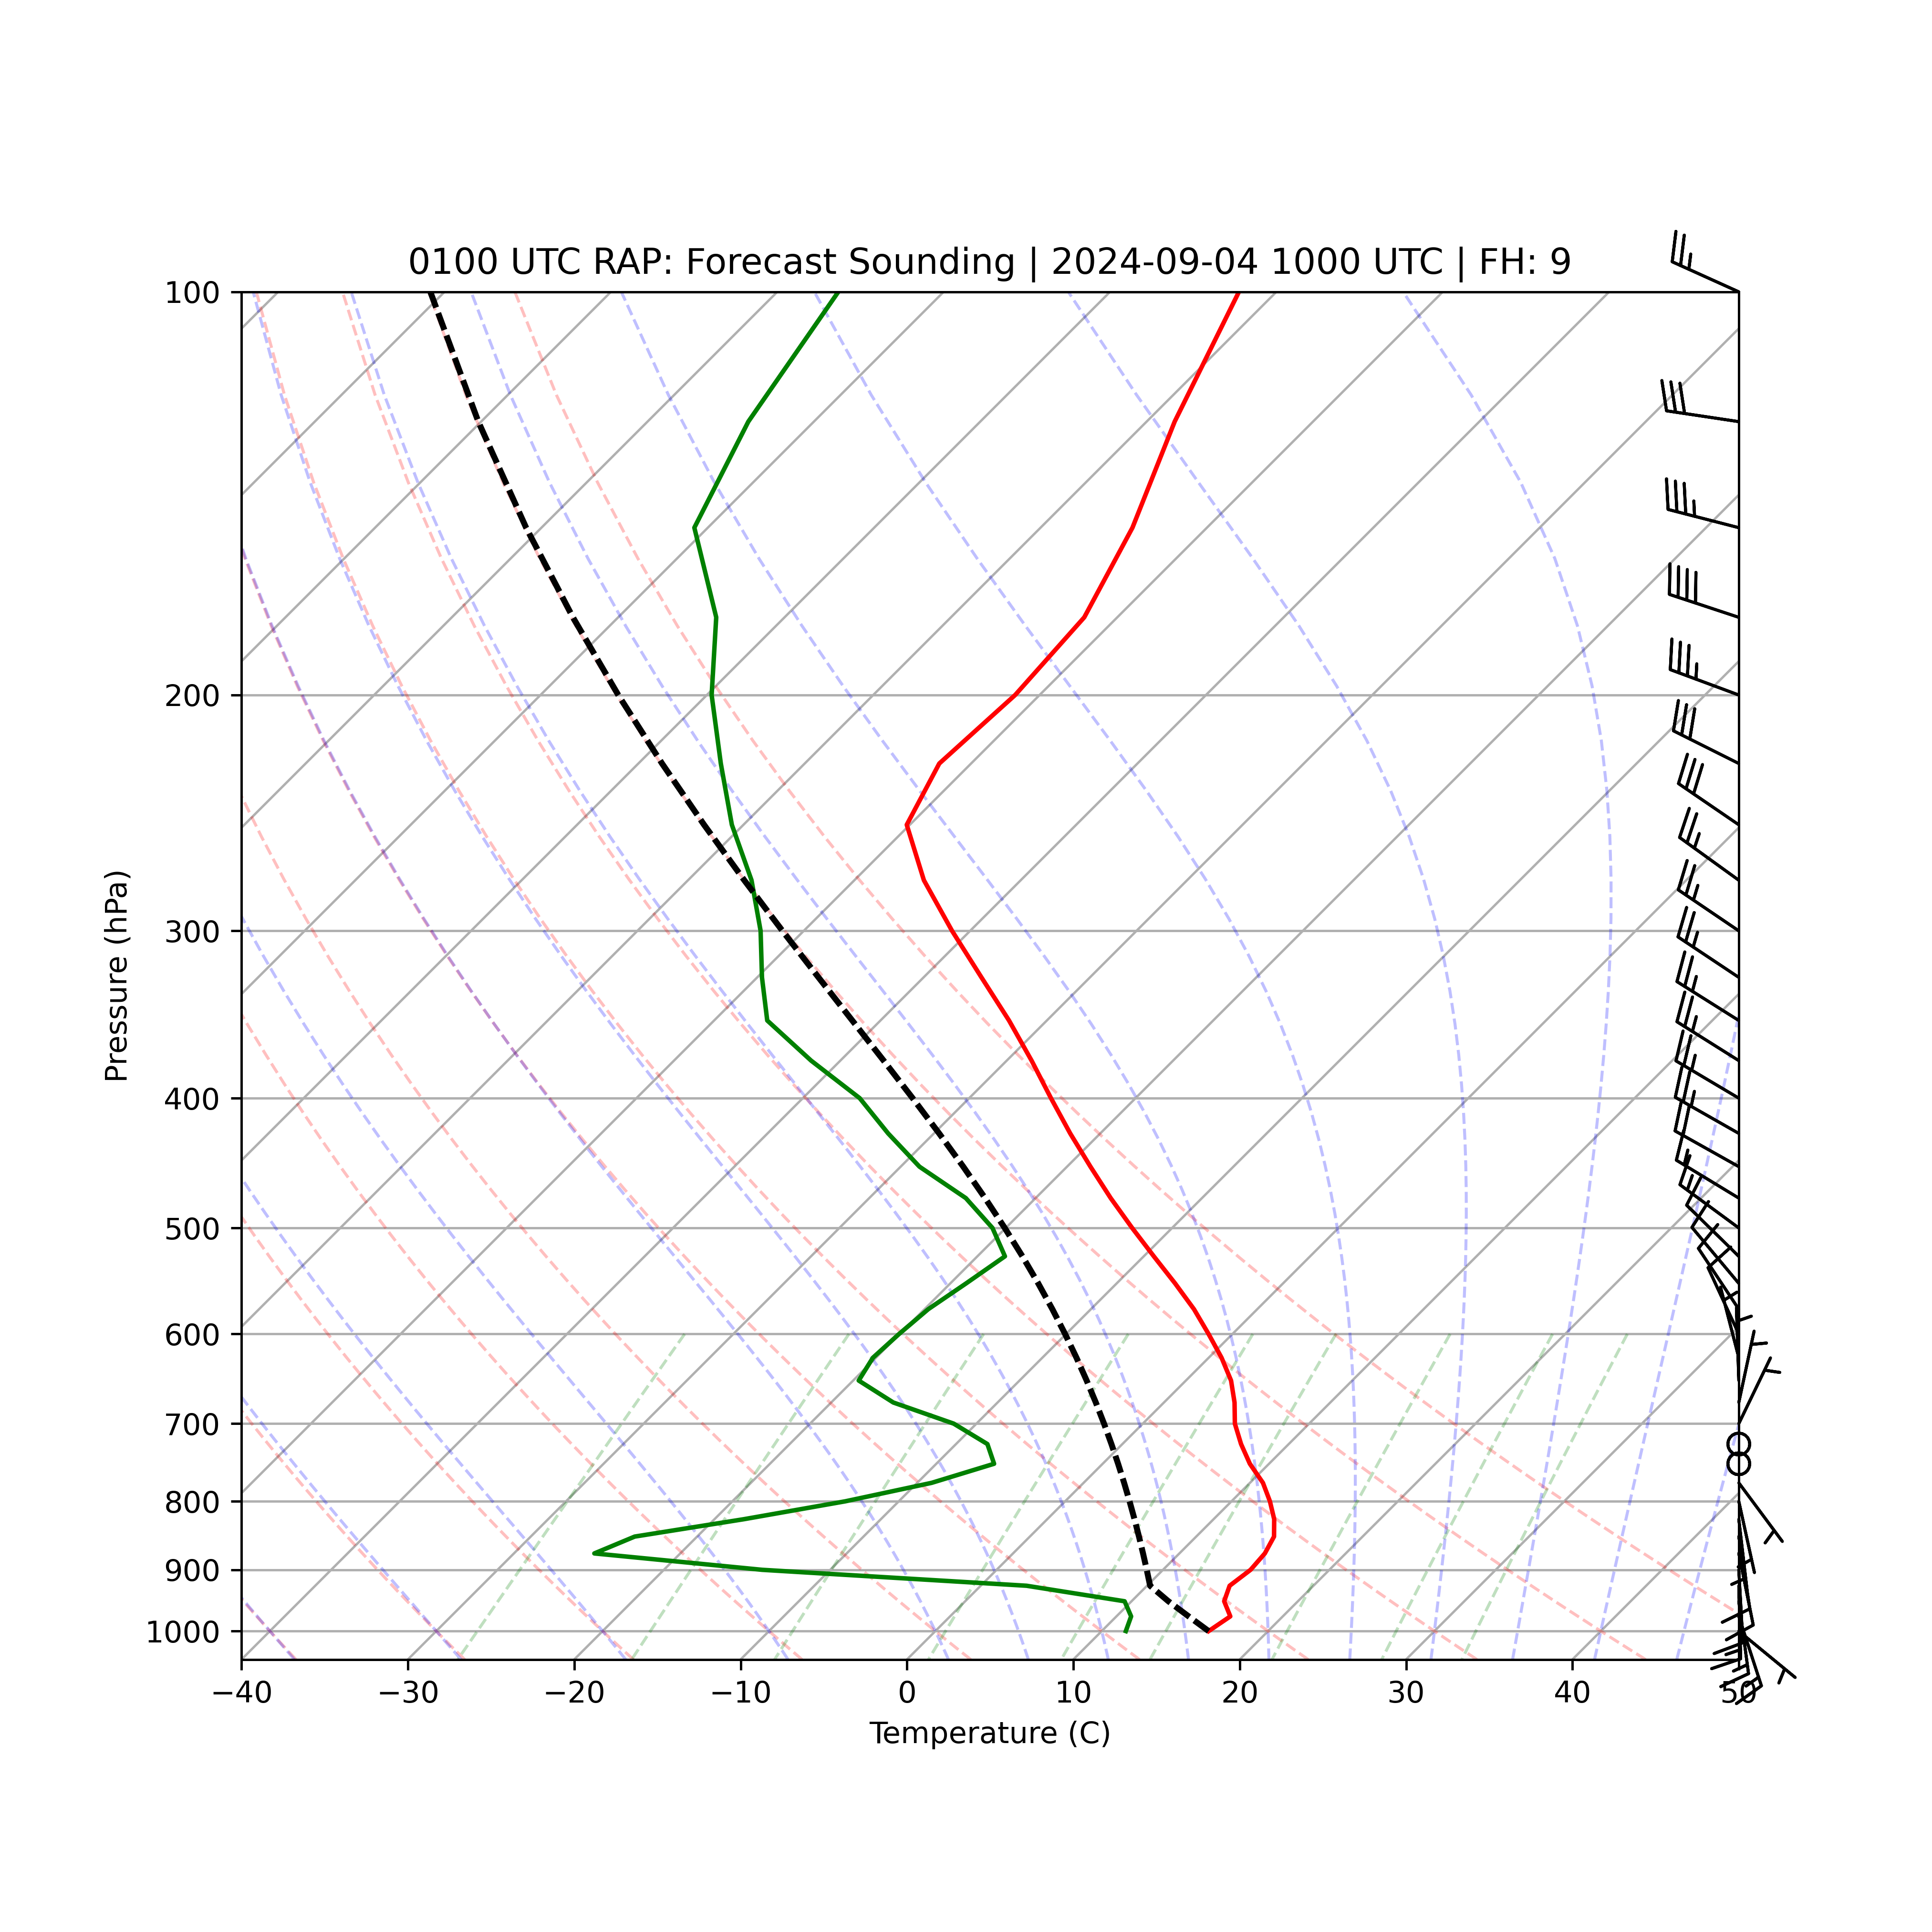 0100 UTC RAP: Forecast Sounding | 2024-09-04 1000 UTC | FH: 9
100
200
300
400
500
600
700
800
900
1000
Pressure (hPa)
−40 −30 −20 −10 0 10 20 30 40 50
Temperature (C)